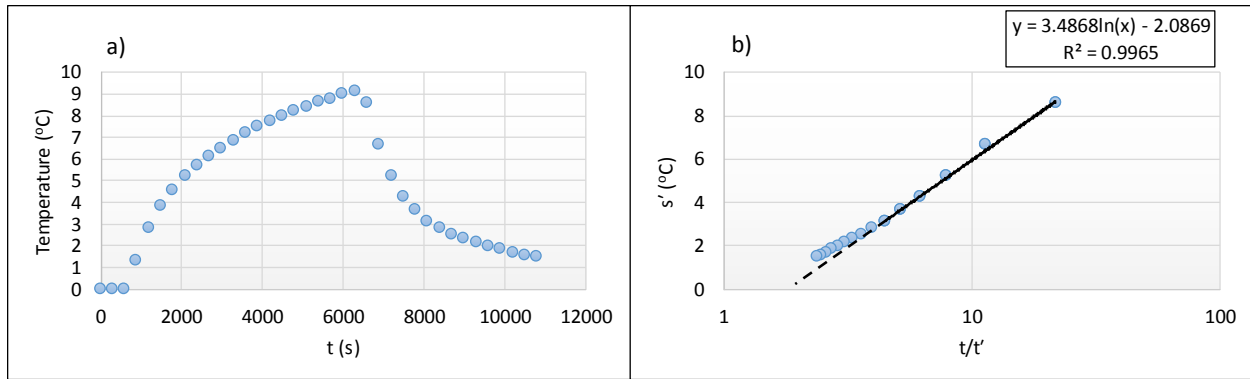 a)
10
9
8
7
6
5
4
3
2
1
0
Temperature (oC)
0 2000 4000 6000 8000 10000 12000
t (s)
b)
y = 3.4868ln(x) - 2.0869
R² = 0.9965
10
8
6
4
2
0
s’ (oC)
1 10 100
t/t’